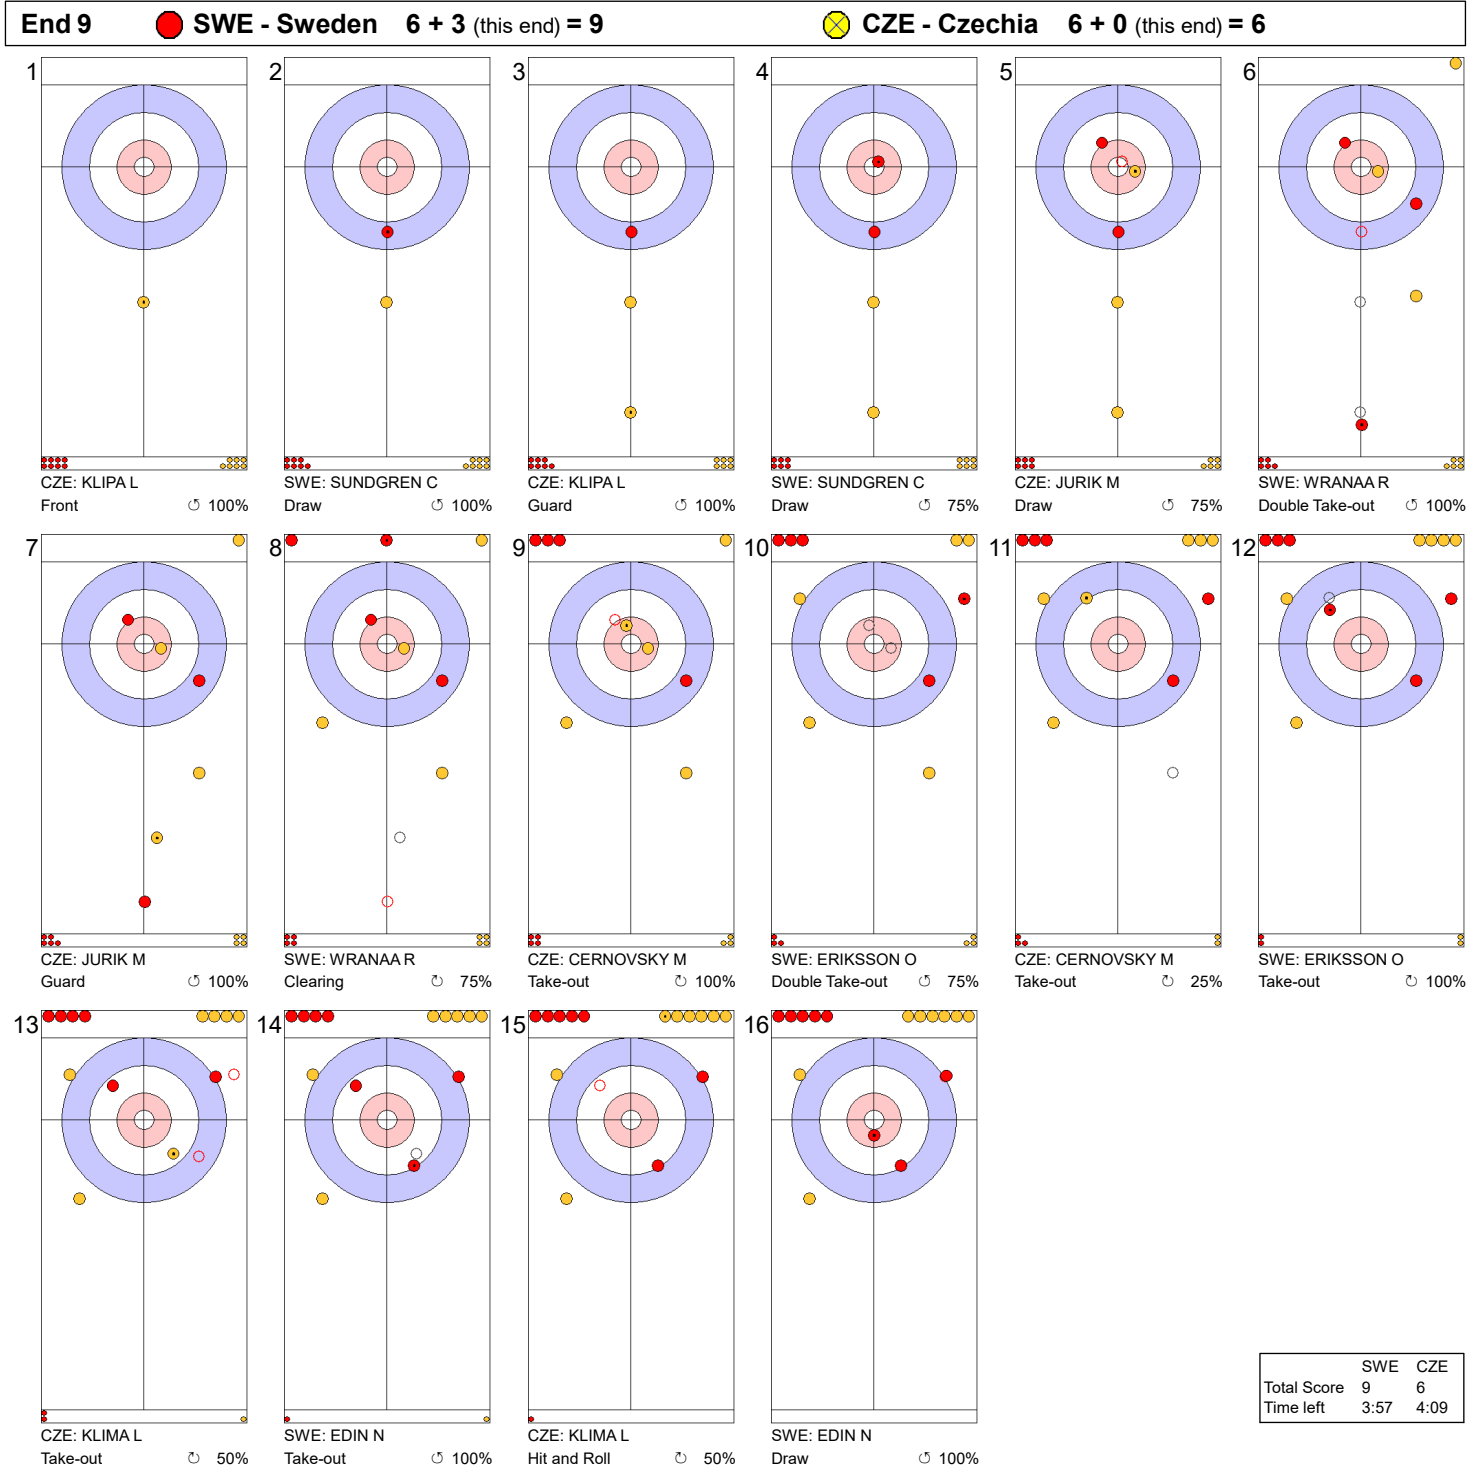 End 9 SWE - Sweden 6 + 3 (this end) = 9 CZE - Czechia 6 + 0 (this end) = 6
1 2 3 4 5 6
CZE: KLIPA L SWE: SUNDGREN C CZE: KLIPA L SWE: SUNDGREN C CZE: JURIK M SWE: WRANAA R
Front ↺ 100% Draw ↺ 100% Guard ↺ 100% Draw ↺ 75% Draw ↺ 75% Double Take-out ↺ 100%
7 8 9 10 11 12
CZE: JURIK M SWE: WRANAA R CZE: CERNOVSKY M SWE: ERIKSSON O CZE: CERNOVSKY M SWE: ERIKSSON O
Guard ↺ 100% Clearing ↻ 75% Take-out ↻ 100% Double Take-out ↺ 75% Take-out ↻ 25% Take-out ↻ 100%
13 14 15 16
CZE: KLIMA L SWE: EDIN N CZE: KLIMA L SWE: EDIN N
Take-out ↻ 50% Take-out ↻ 100% Hit and Roll ↻ 50% Draw ↻ 100%
SWE CZE
Total Score 9 6
Time left 3:57 4:09